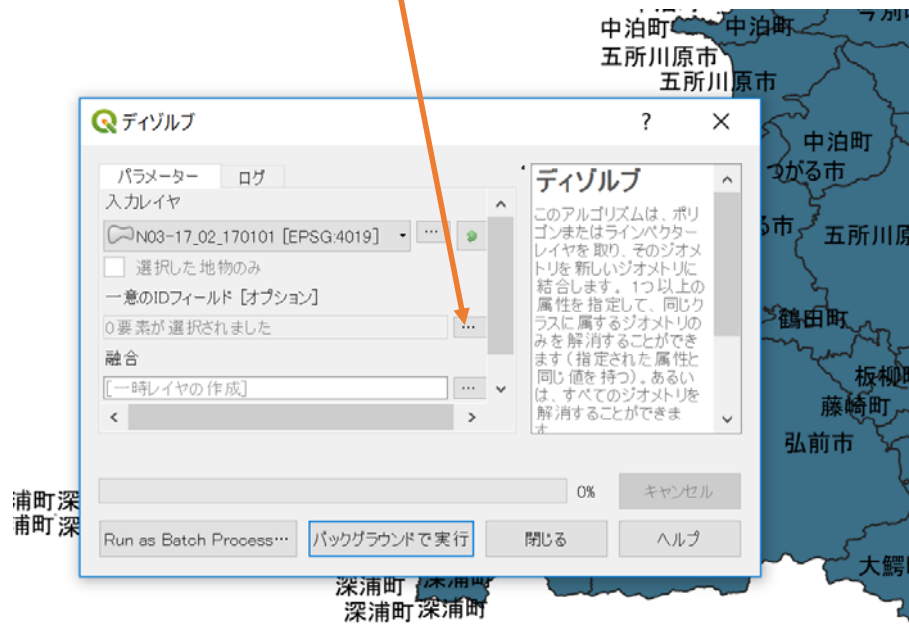 中泊町
中泊町
五所川原市
五所川原市
ディゾルブ
?
中泊町
つがる市
パラメーター
ログ
入力レイヤ
N03-17_02_170101 [EPSG:4019]
…
選択した地物のみ
一意のIDフィールド [オプション]
0要素が選択されました
…
融合
[一時レイヤの作成]
…
ディゾルブ
このアルゴリズムは、ポリ
ゴンまたはラインベクター
レイヤを取り、そのジオメ
トリを新しいジオメトリに
結合します。1つ以上の
属性を指定して、同じク
ラスに属するジオメトリの
みを解消することができ
ます(指定された属性と
同じ値を持つ)。あるい
は、すべてのジオメトリを
解消することができま
す
五所川原
鶴田町
板柳町
藤崎町
弘前市
0%
キャンセル
Run as Batch Process…
バックグラウンドで実行
閉じる
ヘルプ
浦町深
浦町深
大鰐
深浦町
深浦町
深浦町
深浦町